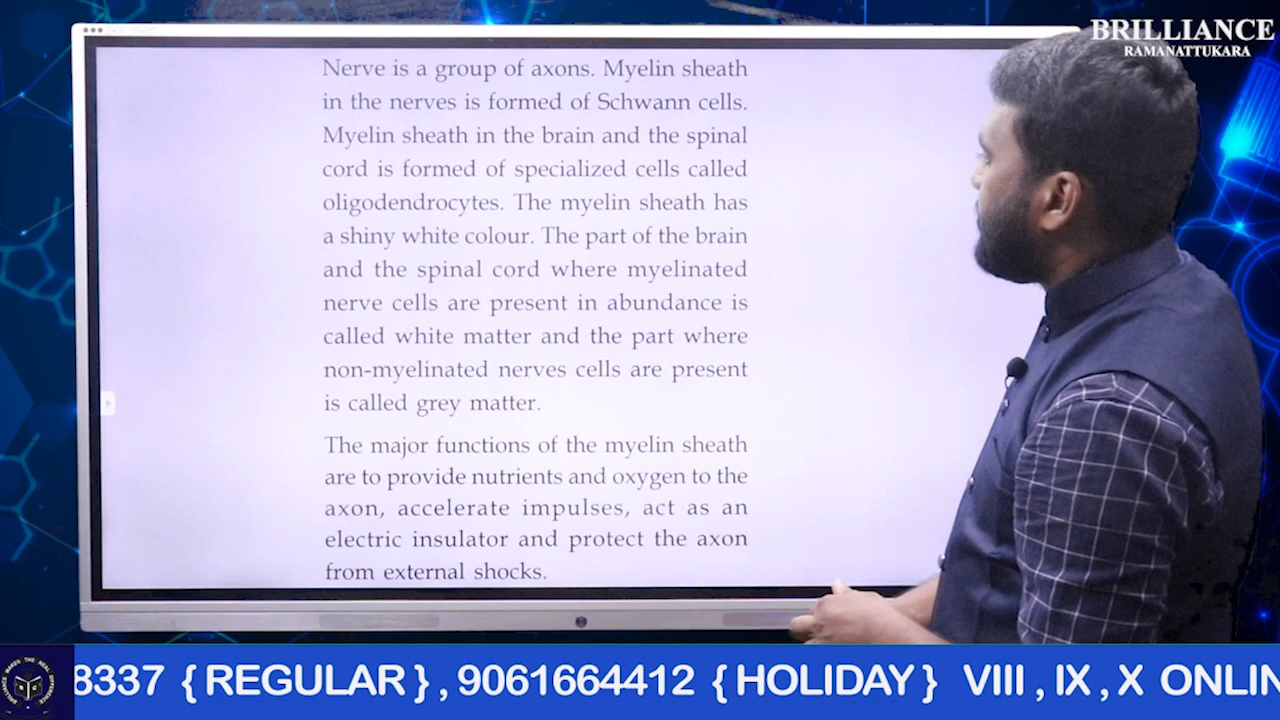 BRILLIANCE
RAMANATTUKARA
Nerve is a group of axons. Myelin sheath
in the nerves is formed of Schwann cells.
Myelin sheath in the brain and the spinal
cord is formed of specialized cells called
oligodendrocytes. The myelin sheath has
a shiny white colour. The part of the brain
and the spinal cord where myelinated
nerve cells are present in abundance is
called white matter and the part where
non-myelinated nerves cells are present
is called grey matter.
The major functions of the myelin sheath
are to provide nutrients and oxygen to the
axon, accelerate impulses, act as an
electric insulator and protect the axon
from external shocks.
8337 {REGULAR} , 9061664412 {HOLIDAY} VIII , IX , X ONLIN